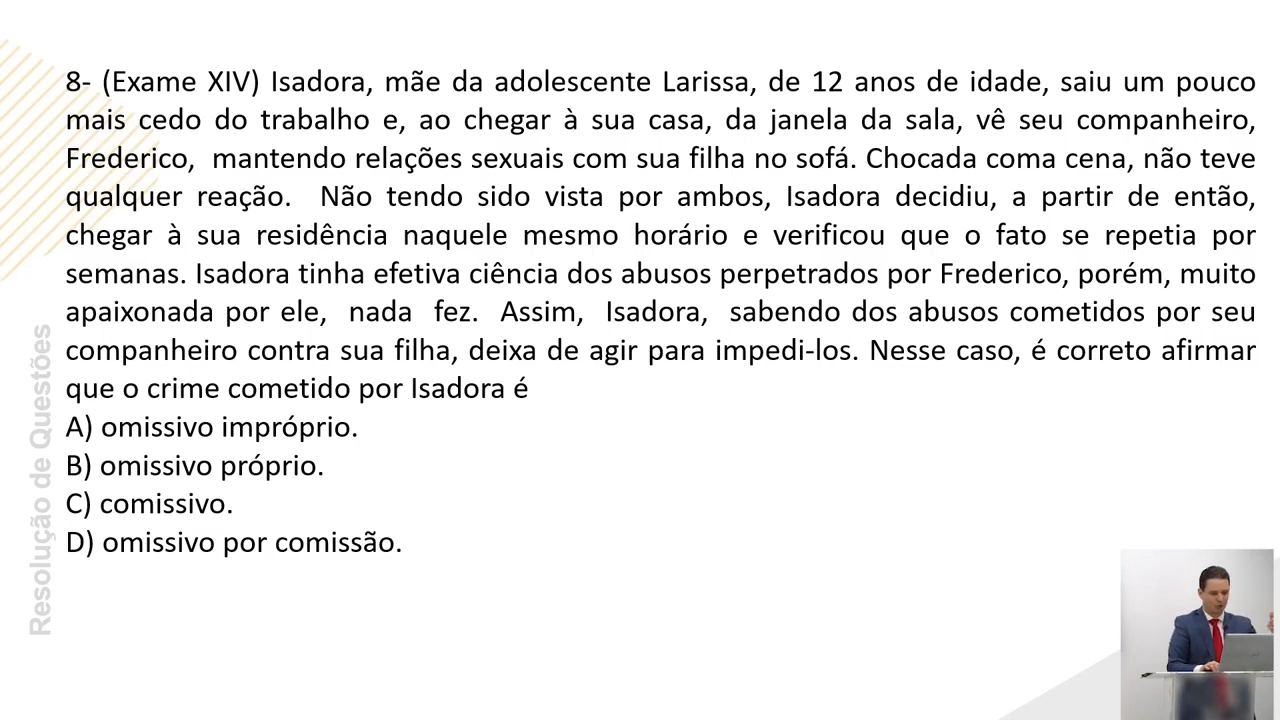 8- (Exame XIV) Isadora, mãe da adolescente Larissa, de 12 anos de idade, saiu um pouco
mais cedo do trabalho e, ao chegar à sua casa, da janela da sala, vê seu companheiro,
Frederico, mantendo relações sexuais com sua filha no sofá. Chocada coma cena, não teve
qualquer reação. Não tendo sido vista por ambos, Isadora decidiu, a partir de então,
chegar à sua residência naquele mesmo horário e verificou que o fato se repetia por
semanas. Isadora tinha efetiva ciência dos abusos perpetrados por Frederico, porém, muito
apaixonada por ele, nada fez. Assim, Isadora, sabendo dos abusos cometidos por seu
companheiro contra sua filha, deixa de agir para impedi-los. Nesse caso, é correto afirmar
que o crime cometido por Isadora é
A) omissivo impróprio.
B) omissivo próprio.
C) comissivo.
D) omissivo por comissão.
Resolução de Questões